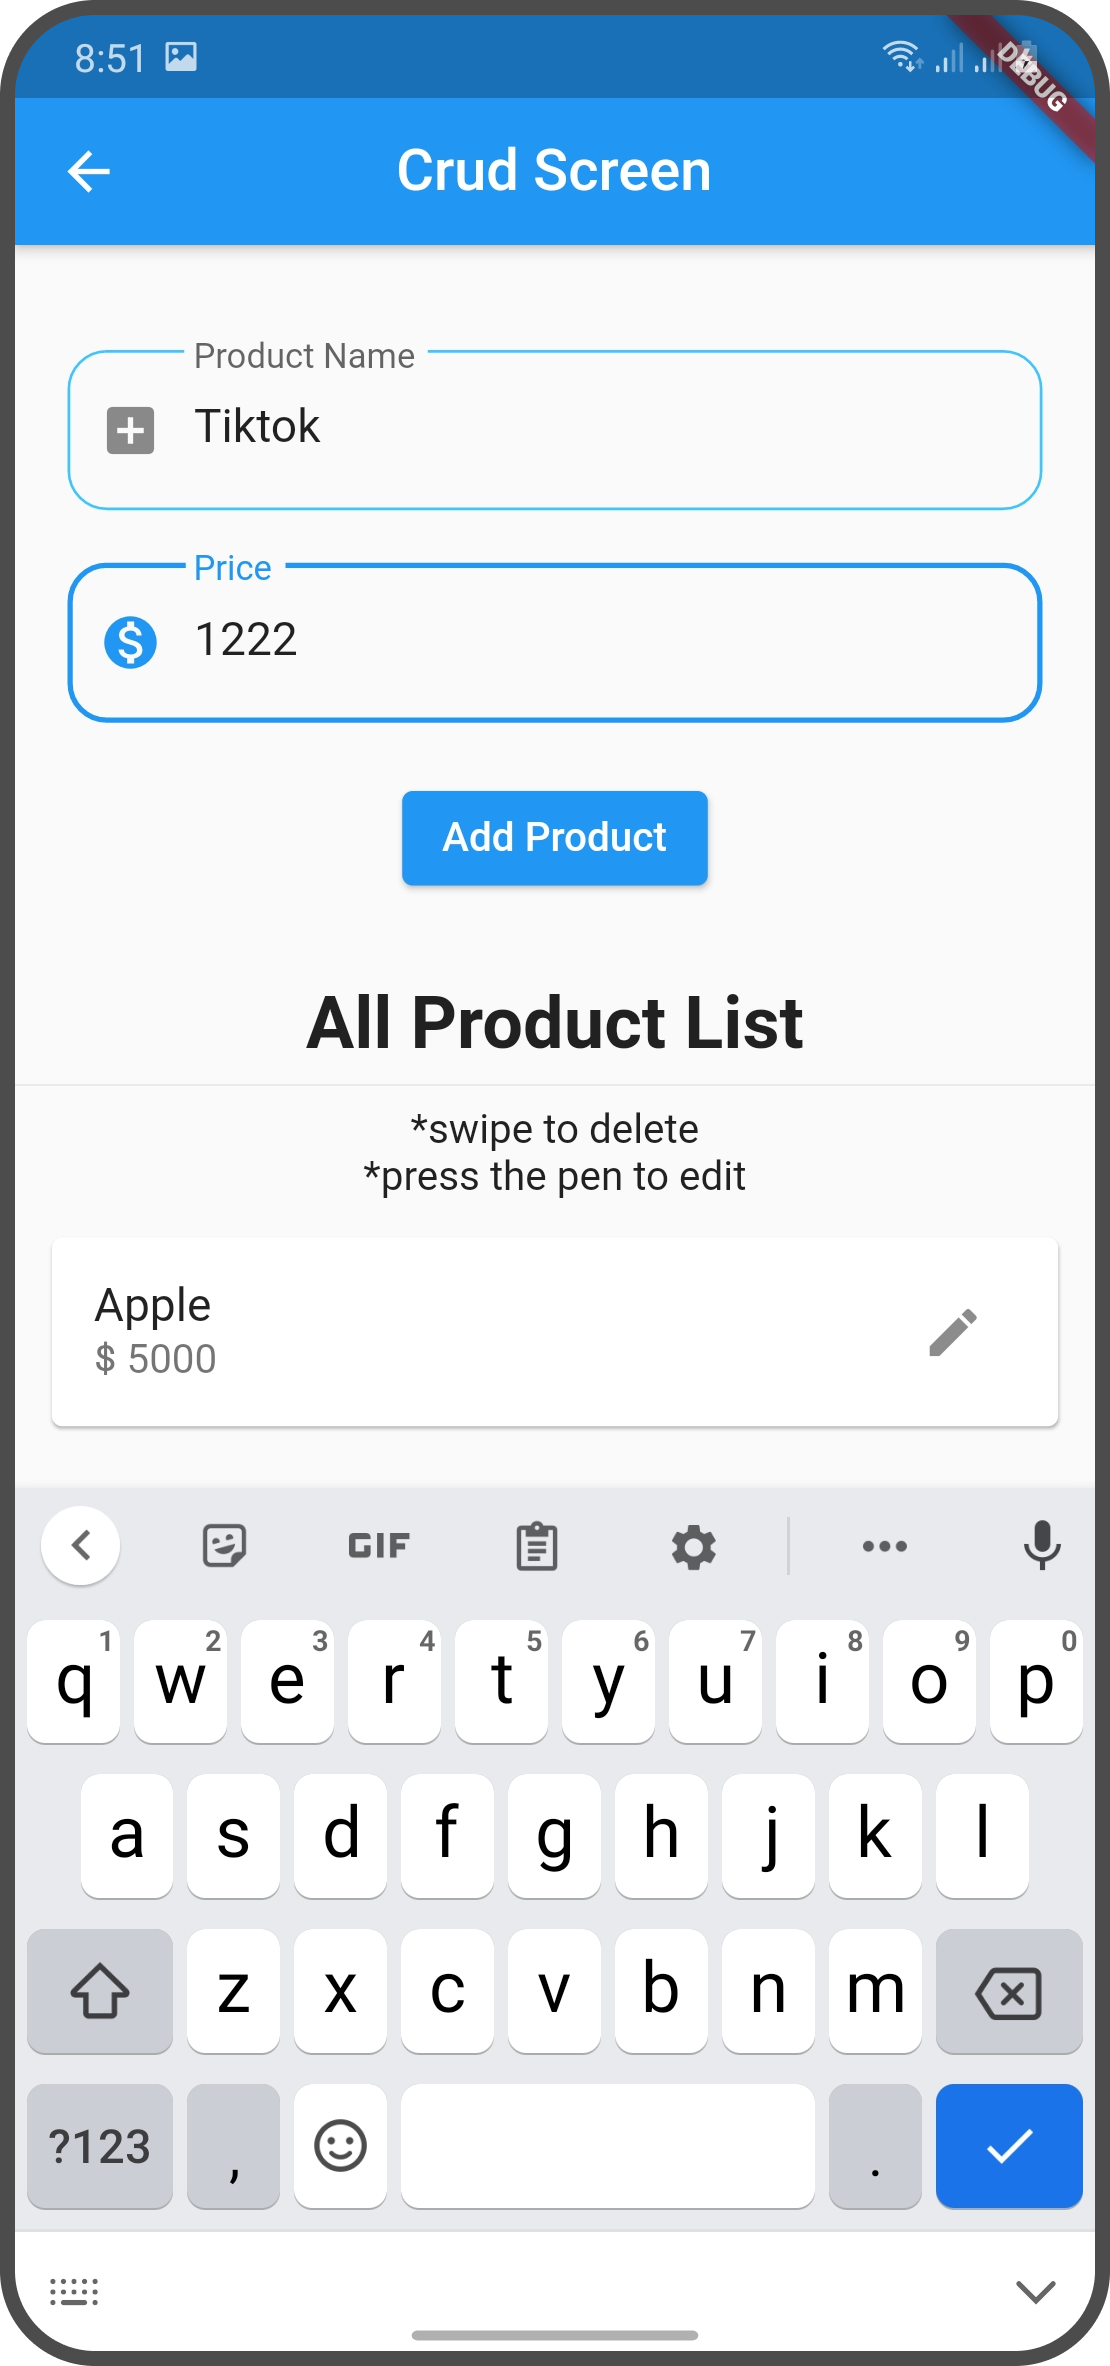 8:51
DEBUG
Crud Screen
Product Name
Tiktok
Price
$ 1222
Add Product
All Product List
*swipe to delete
*press the pen to edit
Apple
$ 5000
GIF
1 2 3 4 5 6 7 8 9 0
q w e r t y u i o p
a s d f g h j k l
z x c v b n m
?123 , .